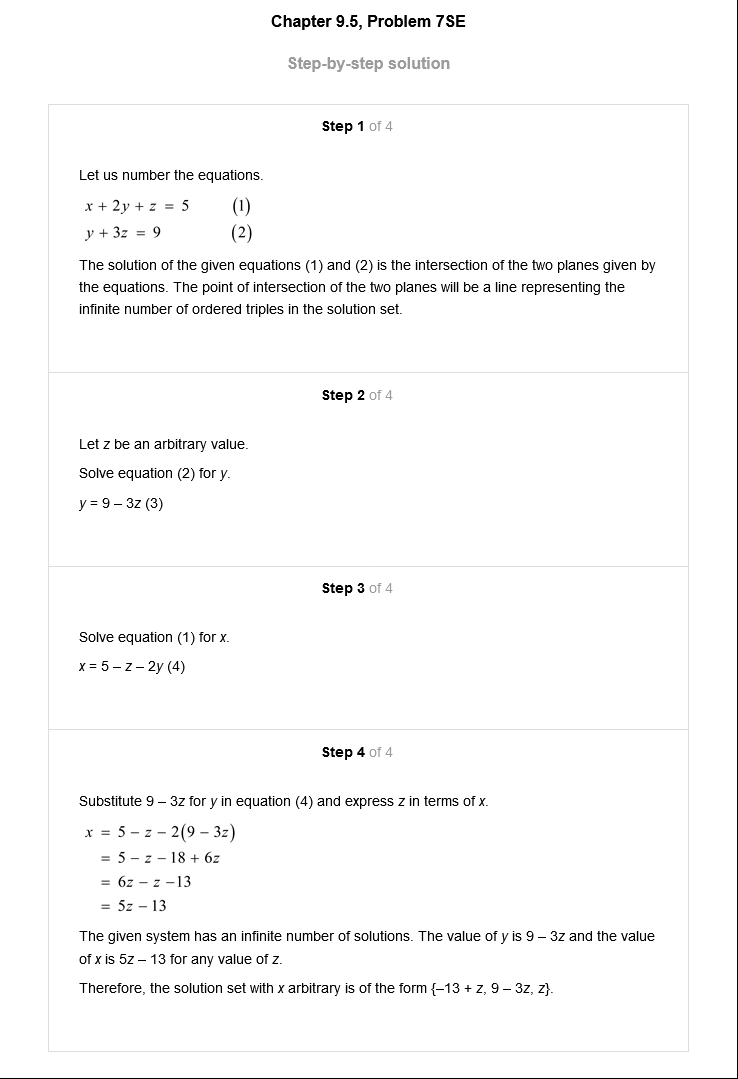 Chapter 9.5, Problem 7SE
Step-by-step solution
Step 1 of 4
Let us number the equations.
x + 2y + z = 5 (1)
y + 3z = 9 (2)
The solution of the given equations (1) and (2) is the intersection of the two planes given by
the equations. The point of intersection of the two planes will be a line representing the
infinite number of ordered triples in the solution set.
Step 2 of 4
Let z be an arbitrary value.
Solve equation (2) for y.
y = 9 – 3z (3)
Step 3 of 4
Solve equation (1) for x.
x = 5 – z – 2y (4)
Step 4 of 4
Substitute 9 – 3z for y in equation (4) and express z in terms of x.
x = 5 − z − 2(9 − 3z)
= 5 − z − 18 + 6z
= 6z − z −13
= 5z − 13
The given system has an infinite number of solutions. The value of y is 9 – 3z and the value
of x is 5z – 13 for any value of z.
Therefore, the solution set with x arbitrary is of the form {–13 + z, 9 – 3z, z}.